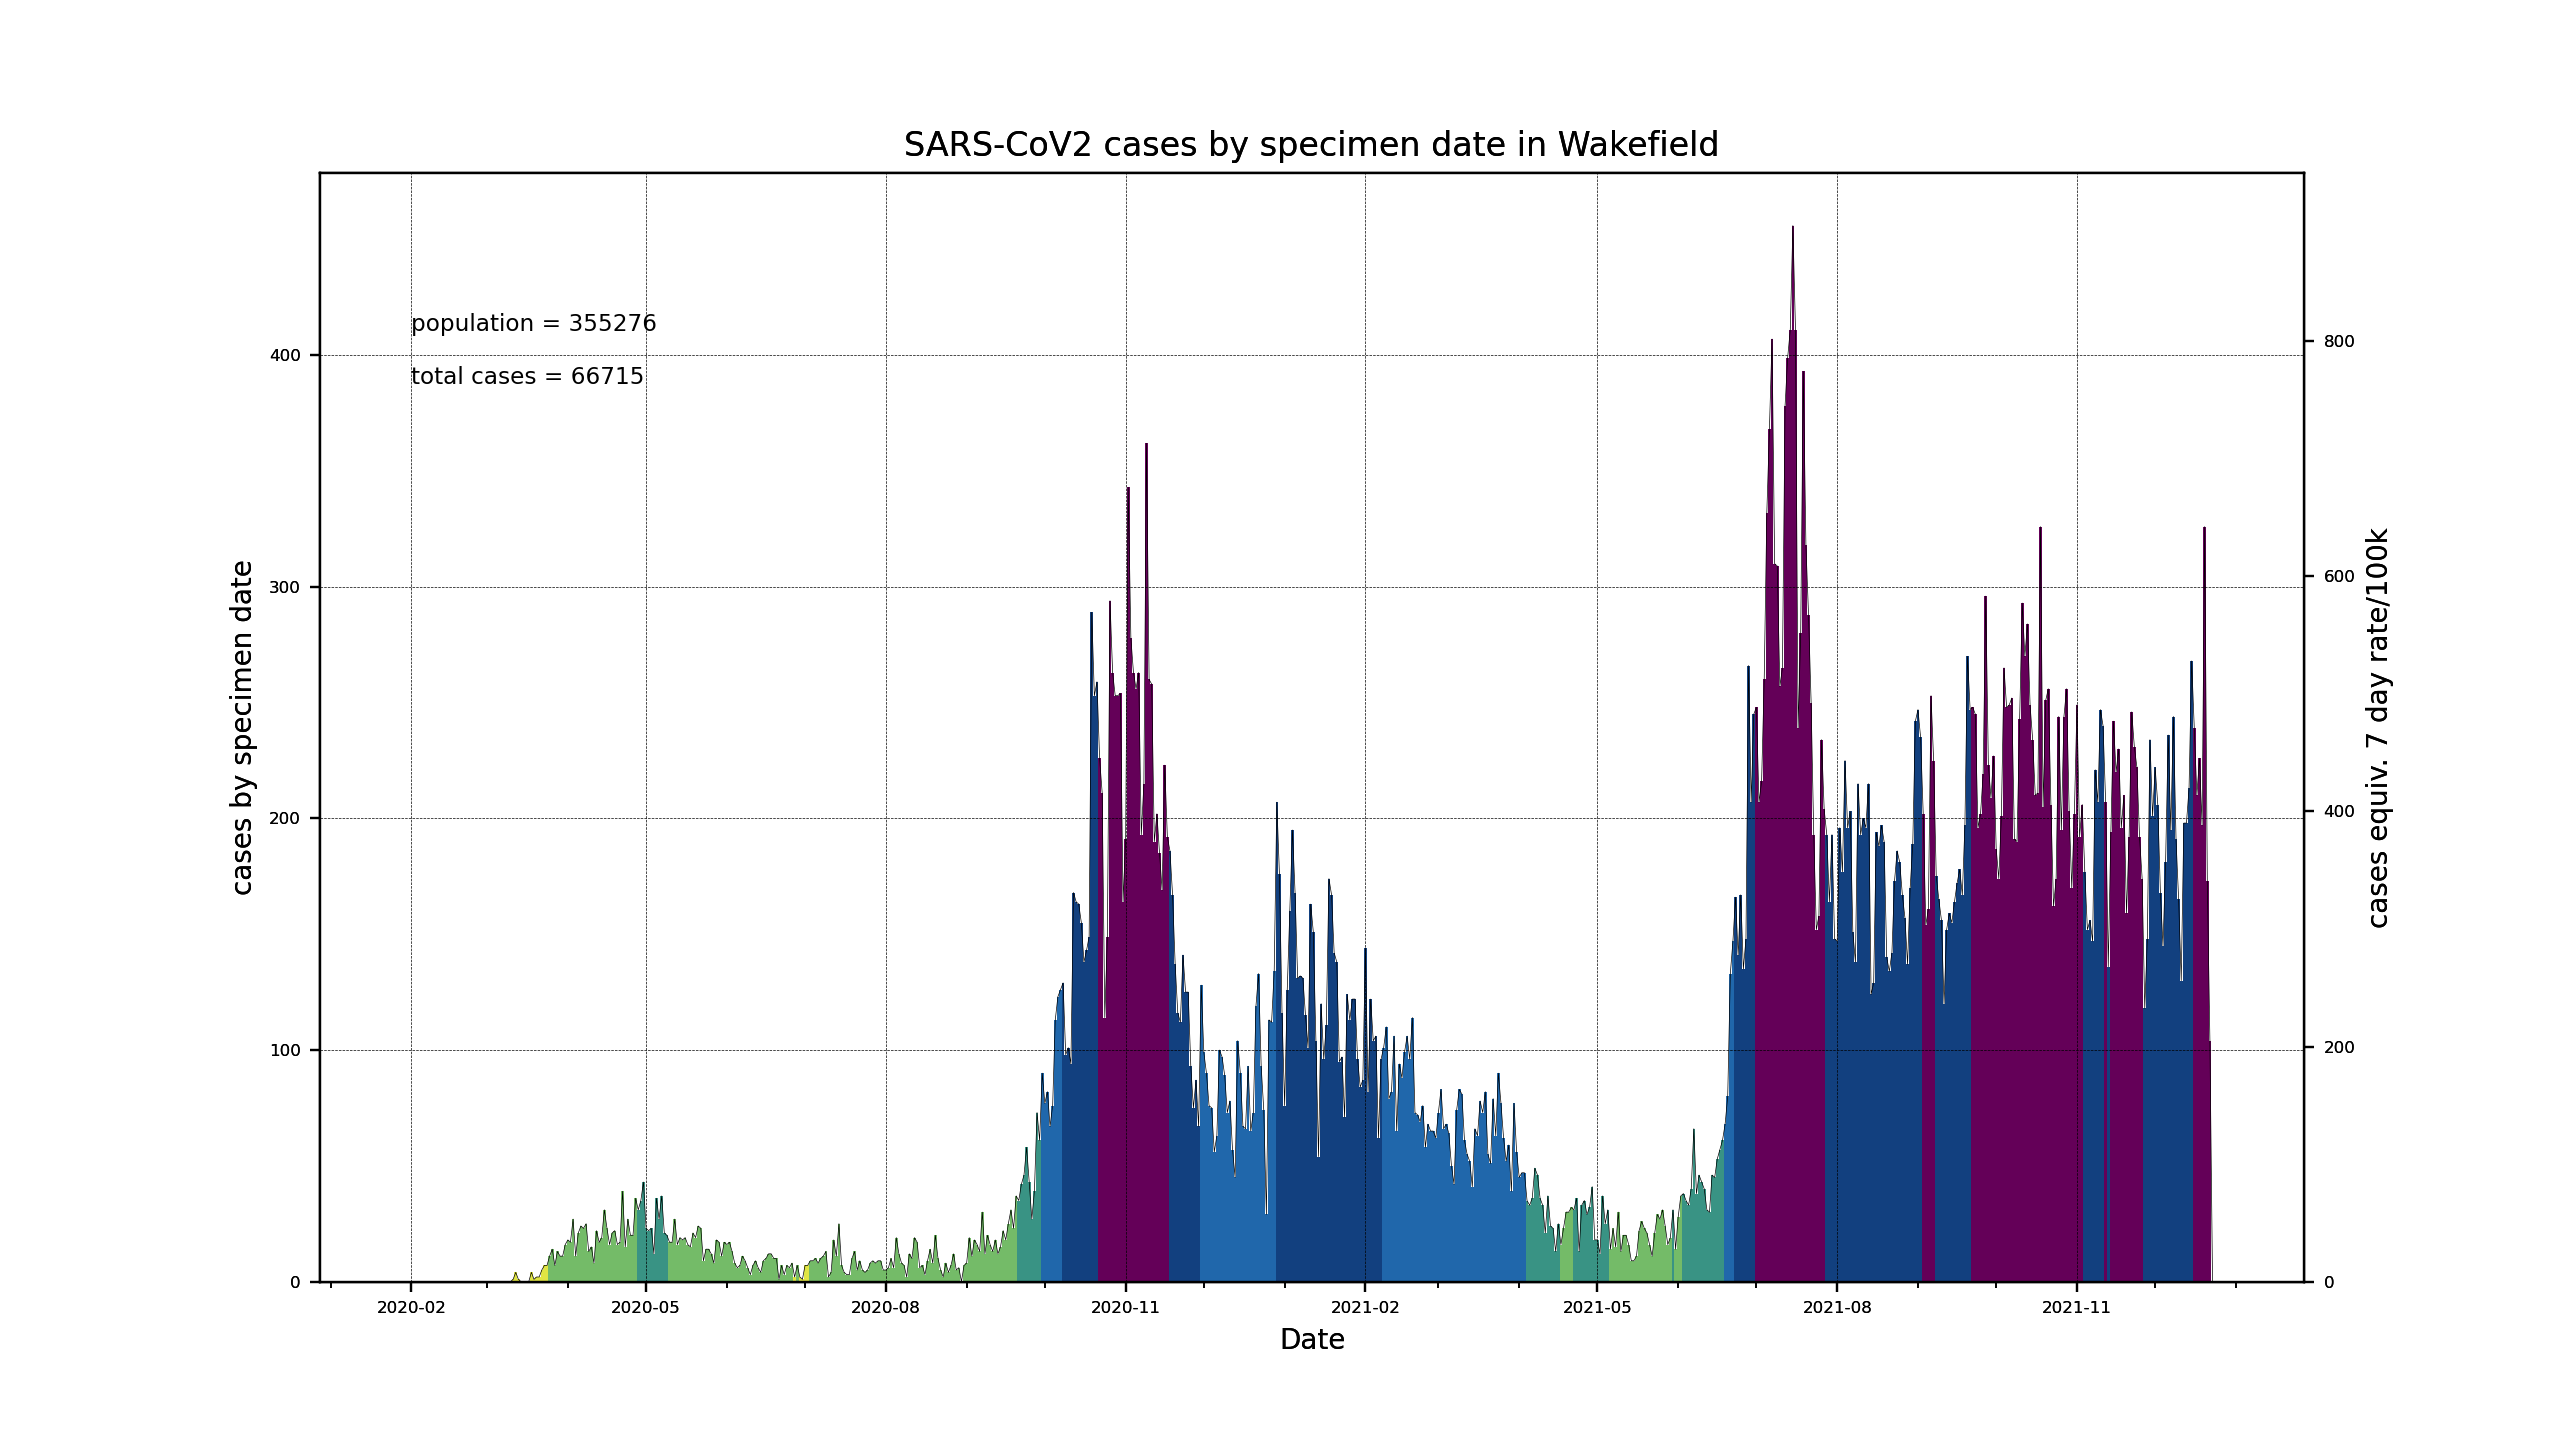 SARS-CoV2 cases by specimen date in Wakefield
population = 355276
total cases = 66715
cases by specimen date
400
300
200
100
0
800
600
400
200
0
cases equiv. 7 day rate/100k
2020-02 2020-05 2020-08 2020-11 2021-02 2021-05 2021-08 2021-11
Date